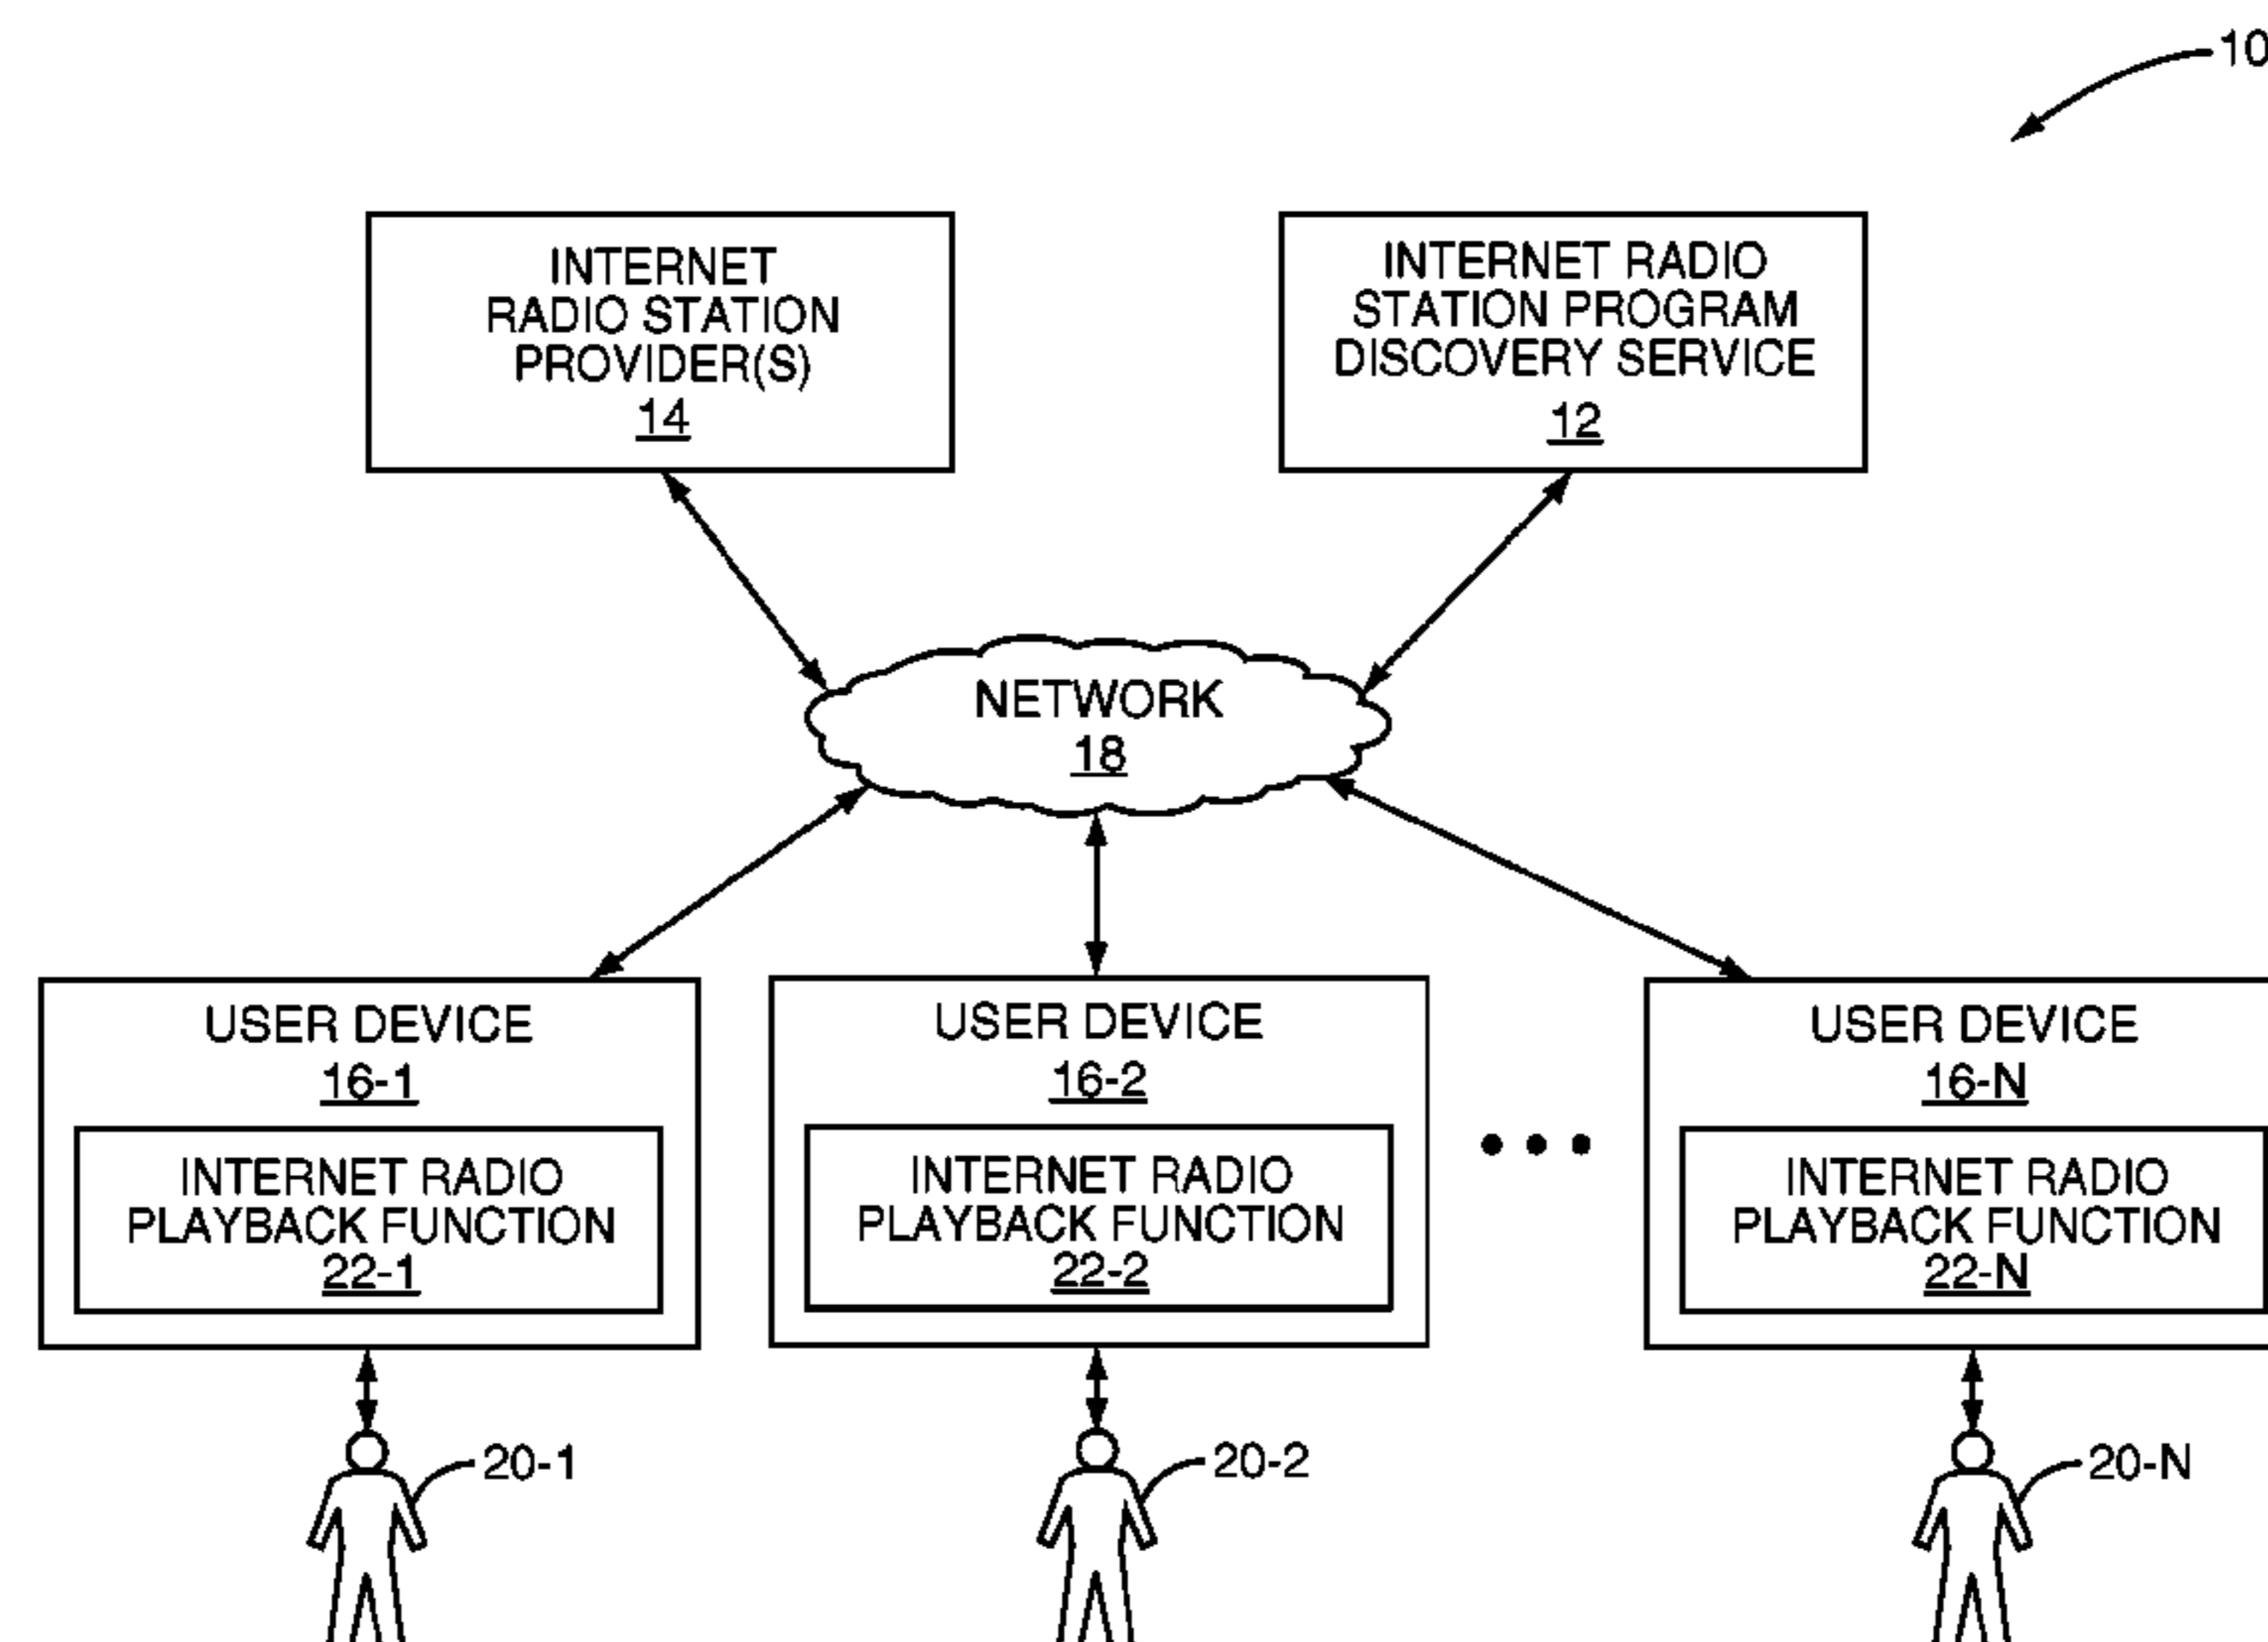 10
INTERNET
RADIO STATION
PROVIDER(S)
14
INTERNET RADIO
STATION PROGRAM
DISCOVERY SERVICE
12
NETWORK
18
USER DEVICE
16-1
INTERNET RADIO
PLAYBACK FUNCTION
22-1
USER DEVICE
16-2
INTERNET RADIO
PLAYBACK FUNCTION
22-2
USER DEVICE
16-N
INTERNET RADIO
PLAYBACK FUNCTION
22-N
20-1
20-2
20-N